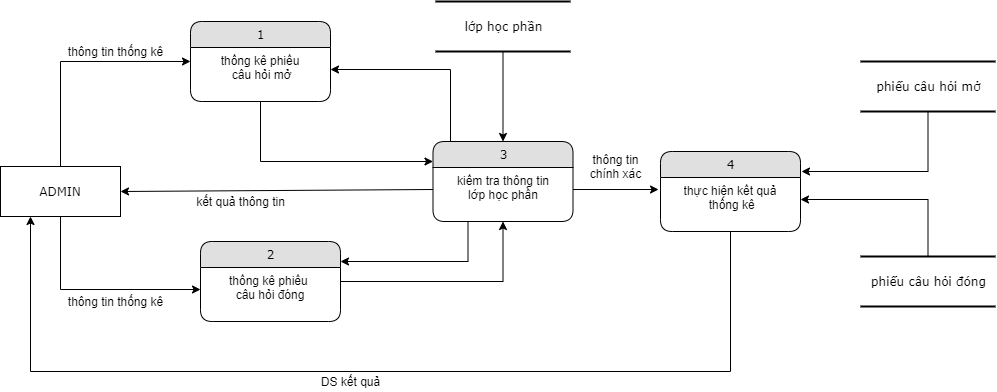 lớp học phần
1
thông tin thống kê
thông kê phiếu
câu hỏi mở
phiếu câu hỏi mở
3
thông tin
chính xác
4
kiểm tra thông tin
lớp học phần
ADMIN
thực hiện kết quả
thống kê
kết quả thông tin
2
thông kê phiếu
câu hỏi đóng
phiếu câu hỏi đóng
thông tin thống kê
DS kết quả